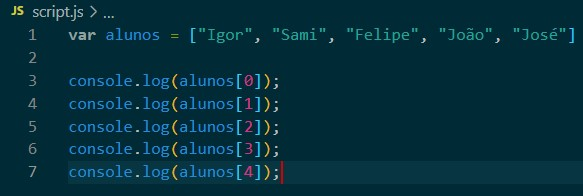 JS script.js > ...
1 var alunos = ["Igor", "Sami", "Felipe", "João", "José"]
2
3 console.log(alunos[0]);
4 console.log(alunos[1]);
5 console.log(alunos[2]);
6 console.log(alunos[3]);
7 console.log(alunos[4]);